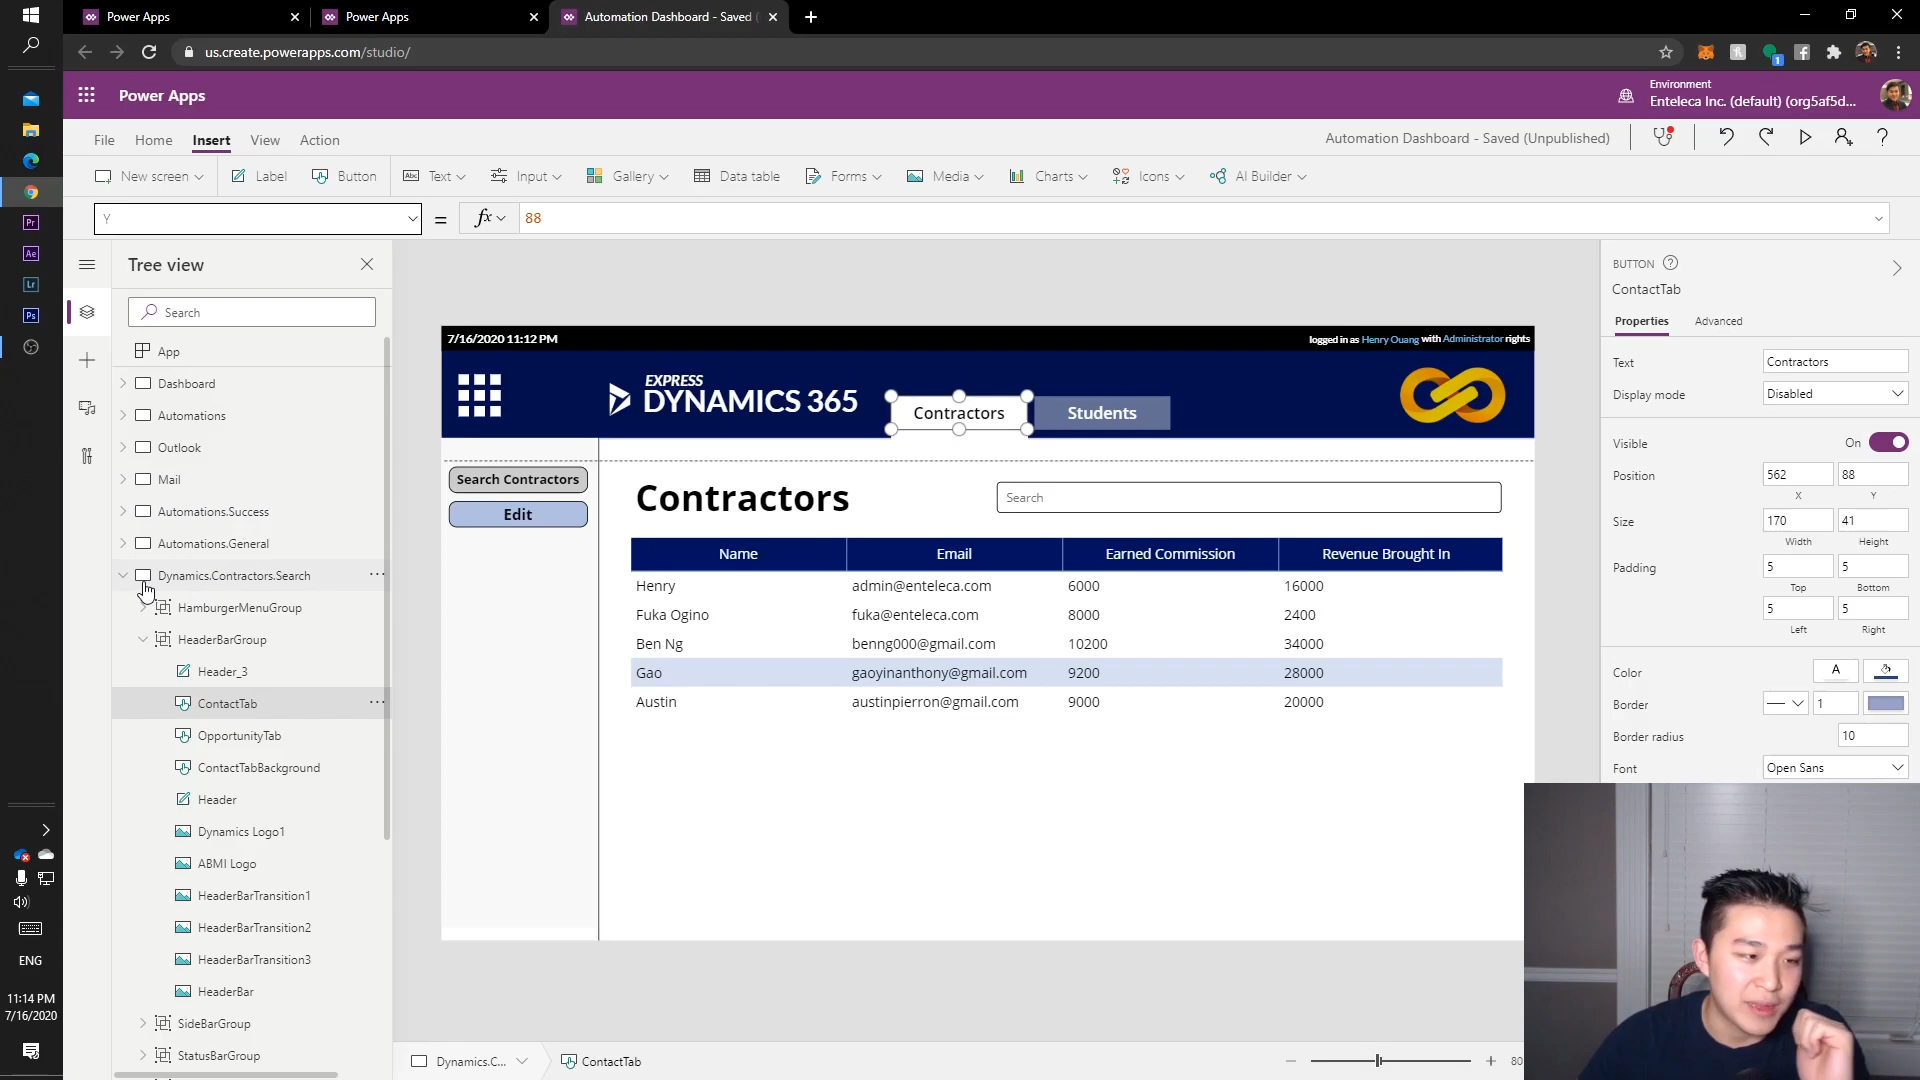 Power Apps
Power Apps
Automation Dashboard - Saved (
us.create.powerapps.com/studio/
1
Power Apps
Environment
Enteleca Inc. (default) (org5af5d...
File
Home
Insert
View
Action
Automation Dashboard - Saved (Unpublished)
?
New screen
Label
Button
Abc
Text
Input
Gallery
Data table
Forms
Media
Charts
Icons
AI Builder
Y
=
fx
88
Tree view
Search
App
Dashboard
Automations
Outlook
Mail
Automations.Success
Automations.General
Dynamics.Contractors.Search
HamburgerMenuGroup
HeaderBarGroup
Header_3
ContactTab
OpportunityTab
ContactTabBackground
Header
Dynamics Logo1
ABMI Logo
HeaderBarTransition1
HeaderBarTransition2
HeaderBarTransition3
HeaderBar
SideBarGroup
StatusBarGroup
7/16/2020 11:12 PM
logged in as Henry Ouang with Administrator rights
EXPRESS
DYNAMICS 365
Contractors
Students
Search Contractors
Edit
Contractors
Search
Name
Email
Earned Commission
Revenue Brought In
Henry
admin@enteleca.com
6000
16000
Fuka Ogino
fuka@enteleca.com
8000
2400
Ben Ng
benng000@gmail.com
10200
34000
Gao
gaoyinanthony@gmail.com
9200
28000
Austin
austinpierron@gmail.com
9000
20000
Dynamics.C...
ContactTab
80
BUTTON
?
ContactTab
Properties
Advanced
Text
Contractors
Display mode
Disabled
Visible
On
Position
562
88
X
Y
Size
170
41
Width
Height
Padding
5
5
Top
Bottom
5
5
Left
Right
Color
A
Border
1
Border radius
10
Font
Open Sans
Pr
Ae
Lr
Ps
ENG
11:14 PM
7/16/2020